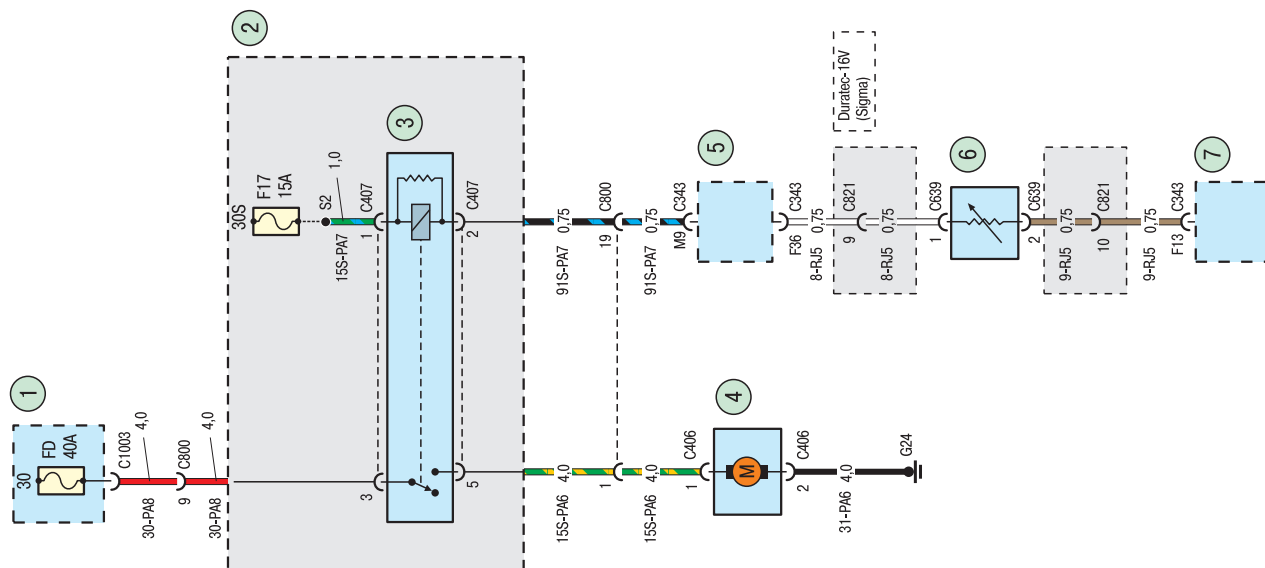 1
30
FD
40A
C1003
4,0
30-PA8
C800
9
4,0
30-PA8
2
30S
F17
15A
S2
1,0
15S-PA7
C407
1
3
3
C407
2
5
91S-PA7
0,75
C800
19
91S-PA7
0,75
C343
M9
5
15S-PA6
4,0
1
15S-PA6
4,0
C406
1
4
M
C406
2
31-PA6
4,0
G24
C343
F36
8-RJ5
0,75
Duratec-16V
(Sigma)
C821
9
8-RJ5
0,75
C639
1
6
C639
2
9-RJ5
0,75
C821
10
9-RJ5
0,75
C343
F13
7